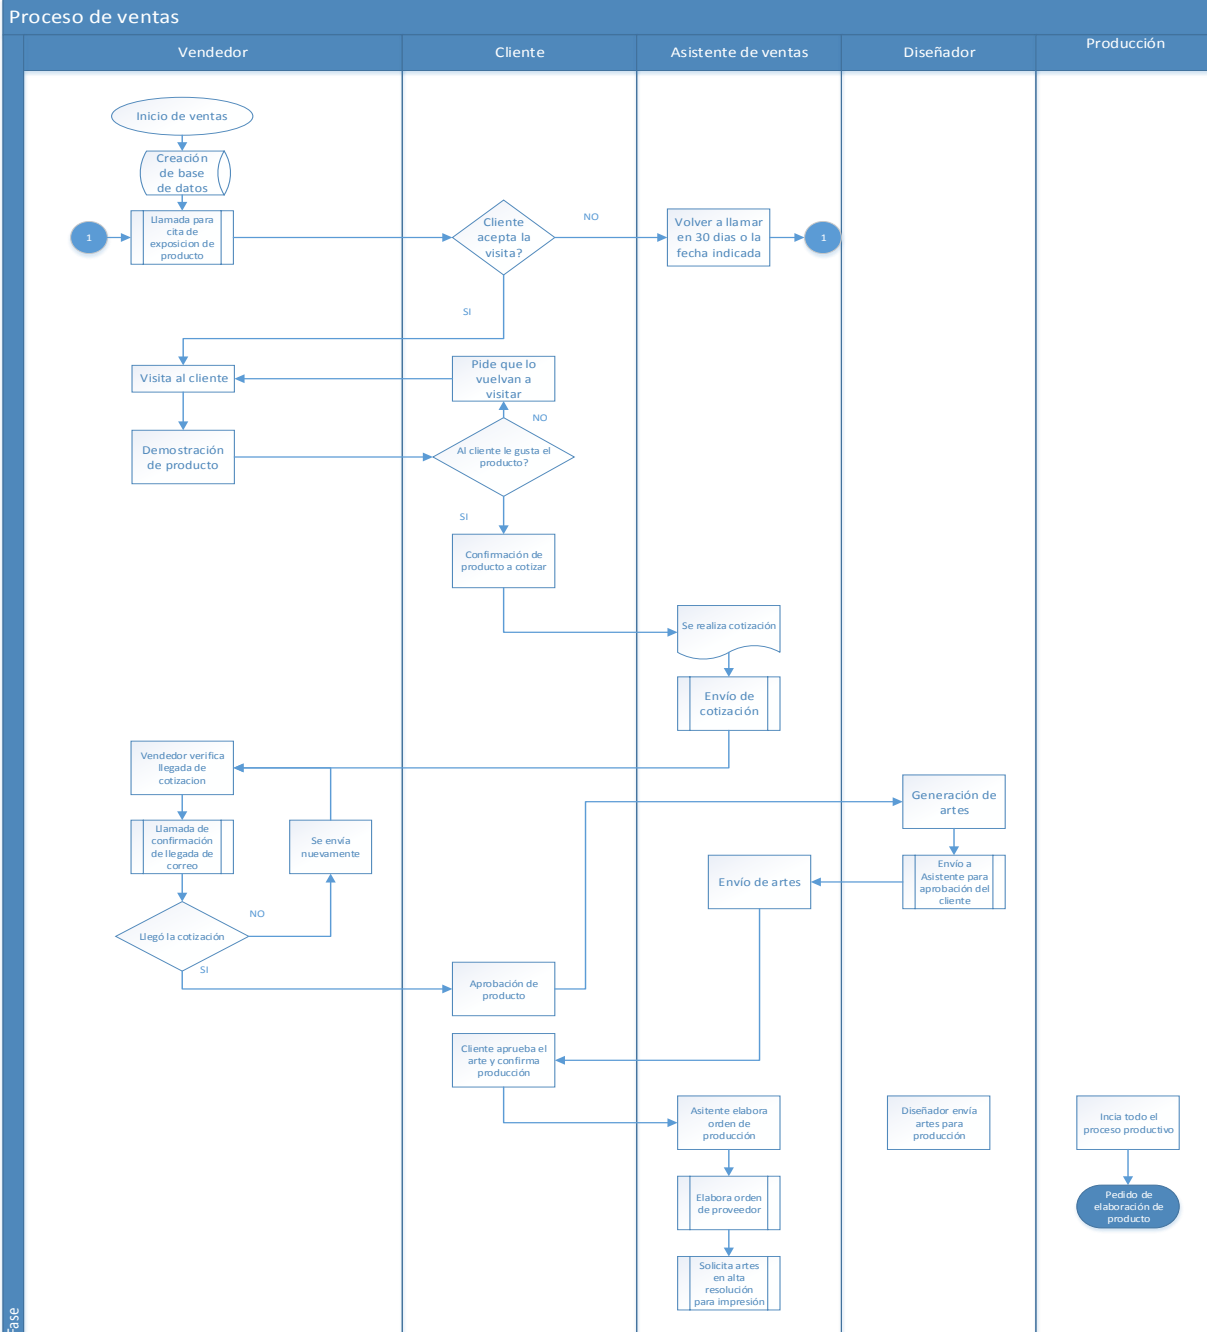 Proceso de ventas
Vendedor
Cliente
Asistente de ventas
Diseñador
Producción
Inicio de ventas
Creación
de base
de datos
1
Llamada para
cita de
exposicion de
producto
Cliente
acepta la
visita?
NO
Volver a llamar
en 30 dias o la
fecha indicada
1
SI
Visita al cliente
Pide que lo
vuelvan a
visitar
NO
Demostración
de producto
Al cliente le gusta el
producto?
SI
Confirmación de
producto a cotizar
Se realiza cotización
Envío de
cotización
Vendedor verifica
llegada de
cotizacion
Generación de
artes
Llamada de
confirmación
de llegada de
correo
Se envía
nuevamente
Envío de artes
Envío a
Asistente para
aprobación del
cliente
NO
Llegó la cotización
SI
Aprobación de
producto
Cliente aprueba el
arte y confirma
producción
Asitente elabora
orden de
producción
Diseñador envía
artes para
producción
Incia todo el
proceso productivo
Elabora orden
de proveedor
Pedido de
elaboración de
producto
Solicita artes
en alta
resolución
para impresión
Fase